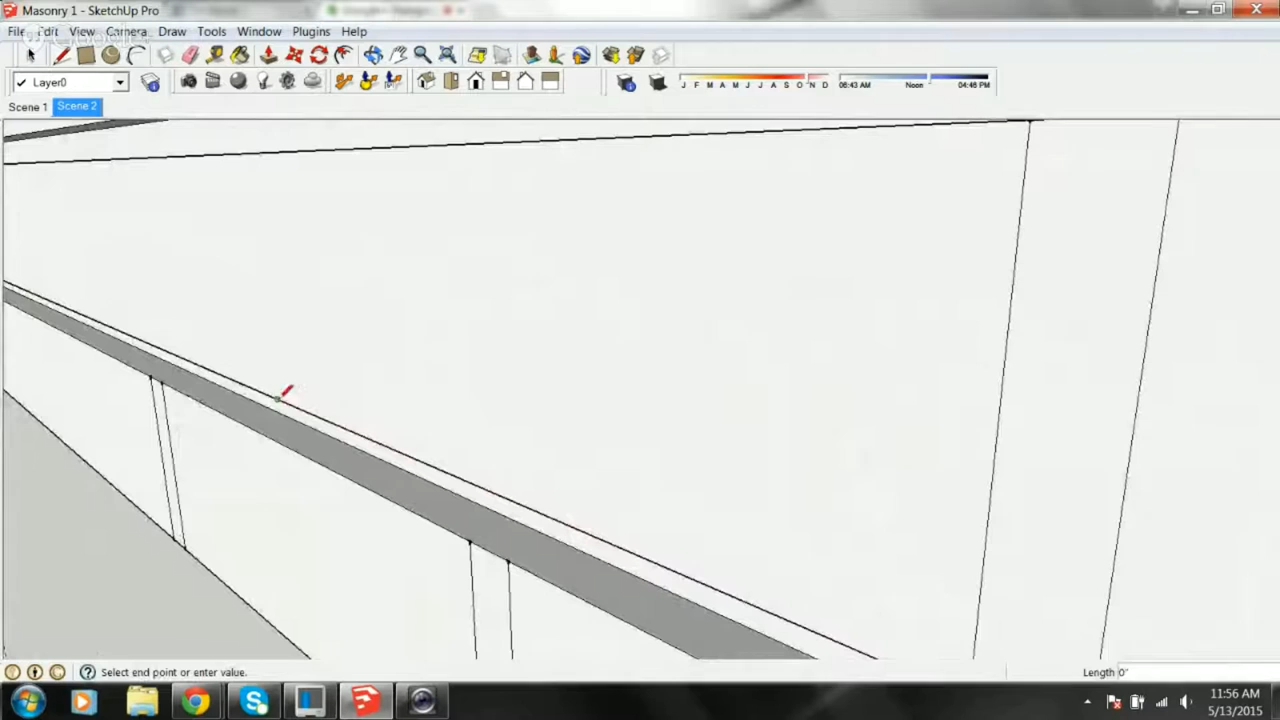 Masonry 1 - SketchUp Pro
File Edit View Camera Draw Tools Window Plugins Help
Layer0
J F M A M J J A S O N D 06:43 AM Noon 04:46 PM
Scene 1 Scene 2
Select end point or enter value.
Length 0"
11:56 AM
5/13/2015